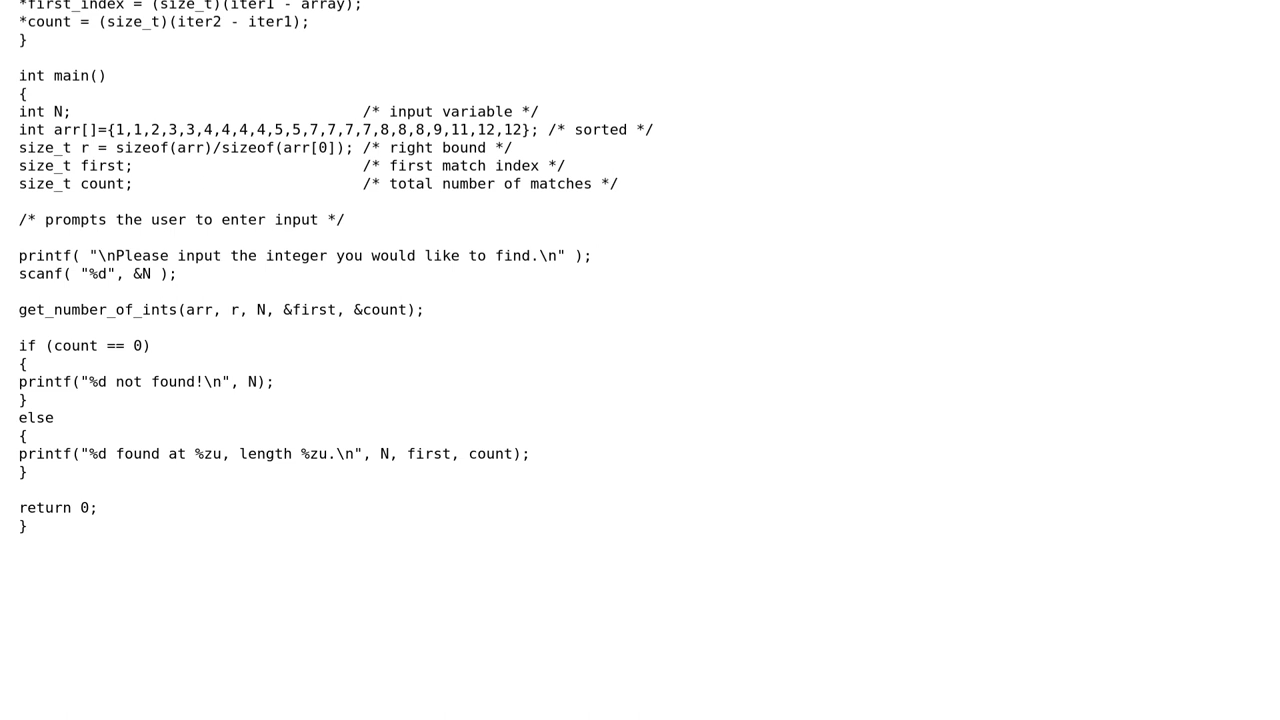 *first_index = (size_t)(iter1 - array);
*count = (size_t)(iter2 - iter1);
}

int main()
{
int N;                                 /* input variable */
int arr[]={1,1,2,3,3,4,4,4,4,5,5,7,7,7,7,8,8,8,9,11,12,12}; /* sorted */
size_t r = sizeof(arr)/sizeof(arr[0]); /* right bound */
size_t first;                          /* first match index */
size_t count;                          /* total number of matches */

/* prompts the user to enter input */

printf( "\nPlease input the integer you would like to find.\n" );
scanf( "%d", &N );

get_number_of_ints(arr, r, N, &first, &count);

if (count == 0)
{
printf("%d not found!\n", N);
}
else
{
printf("%d found at %zu, length %zu.\n", N, first, count);
}

return 0;
}